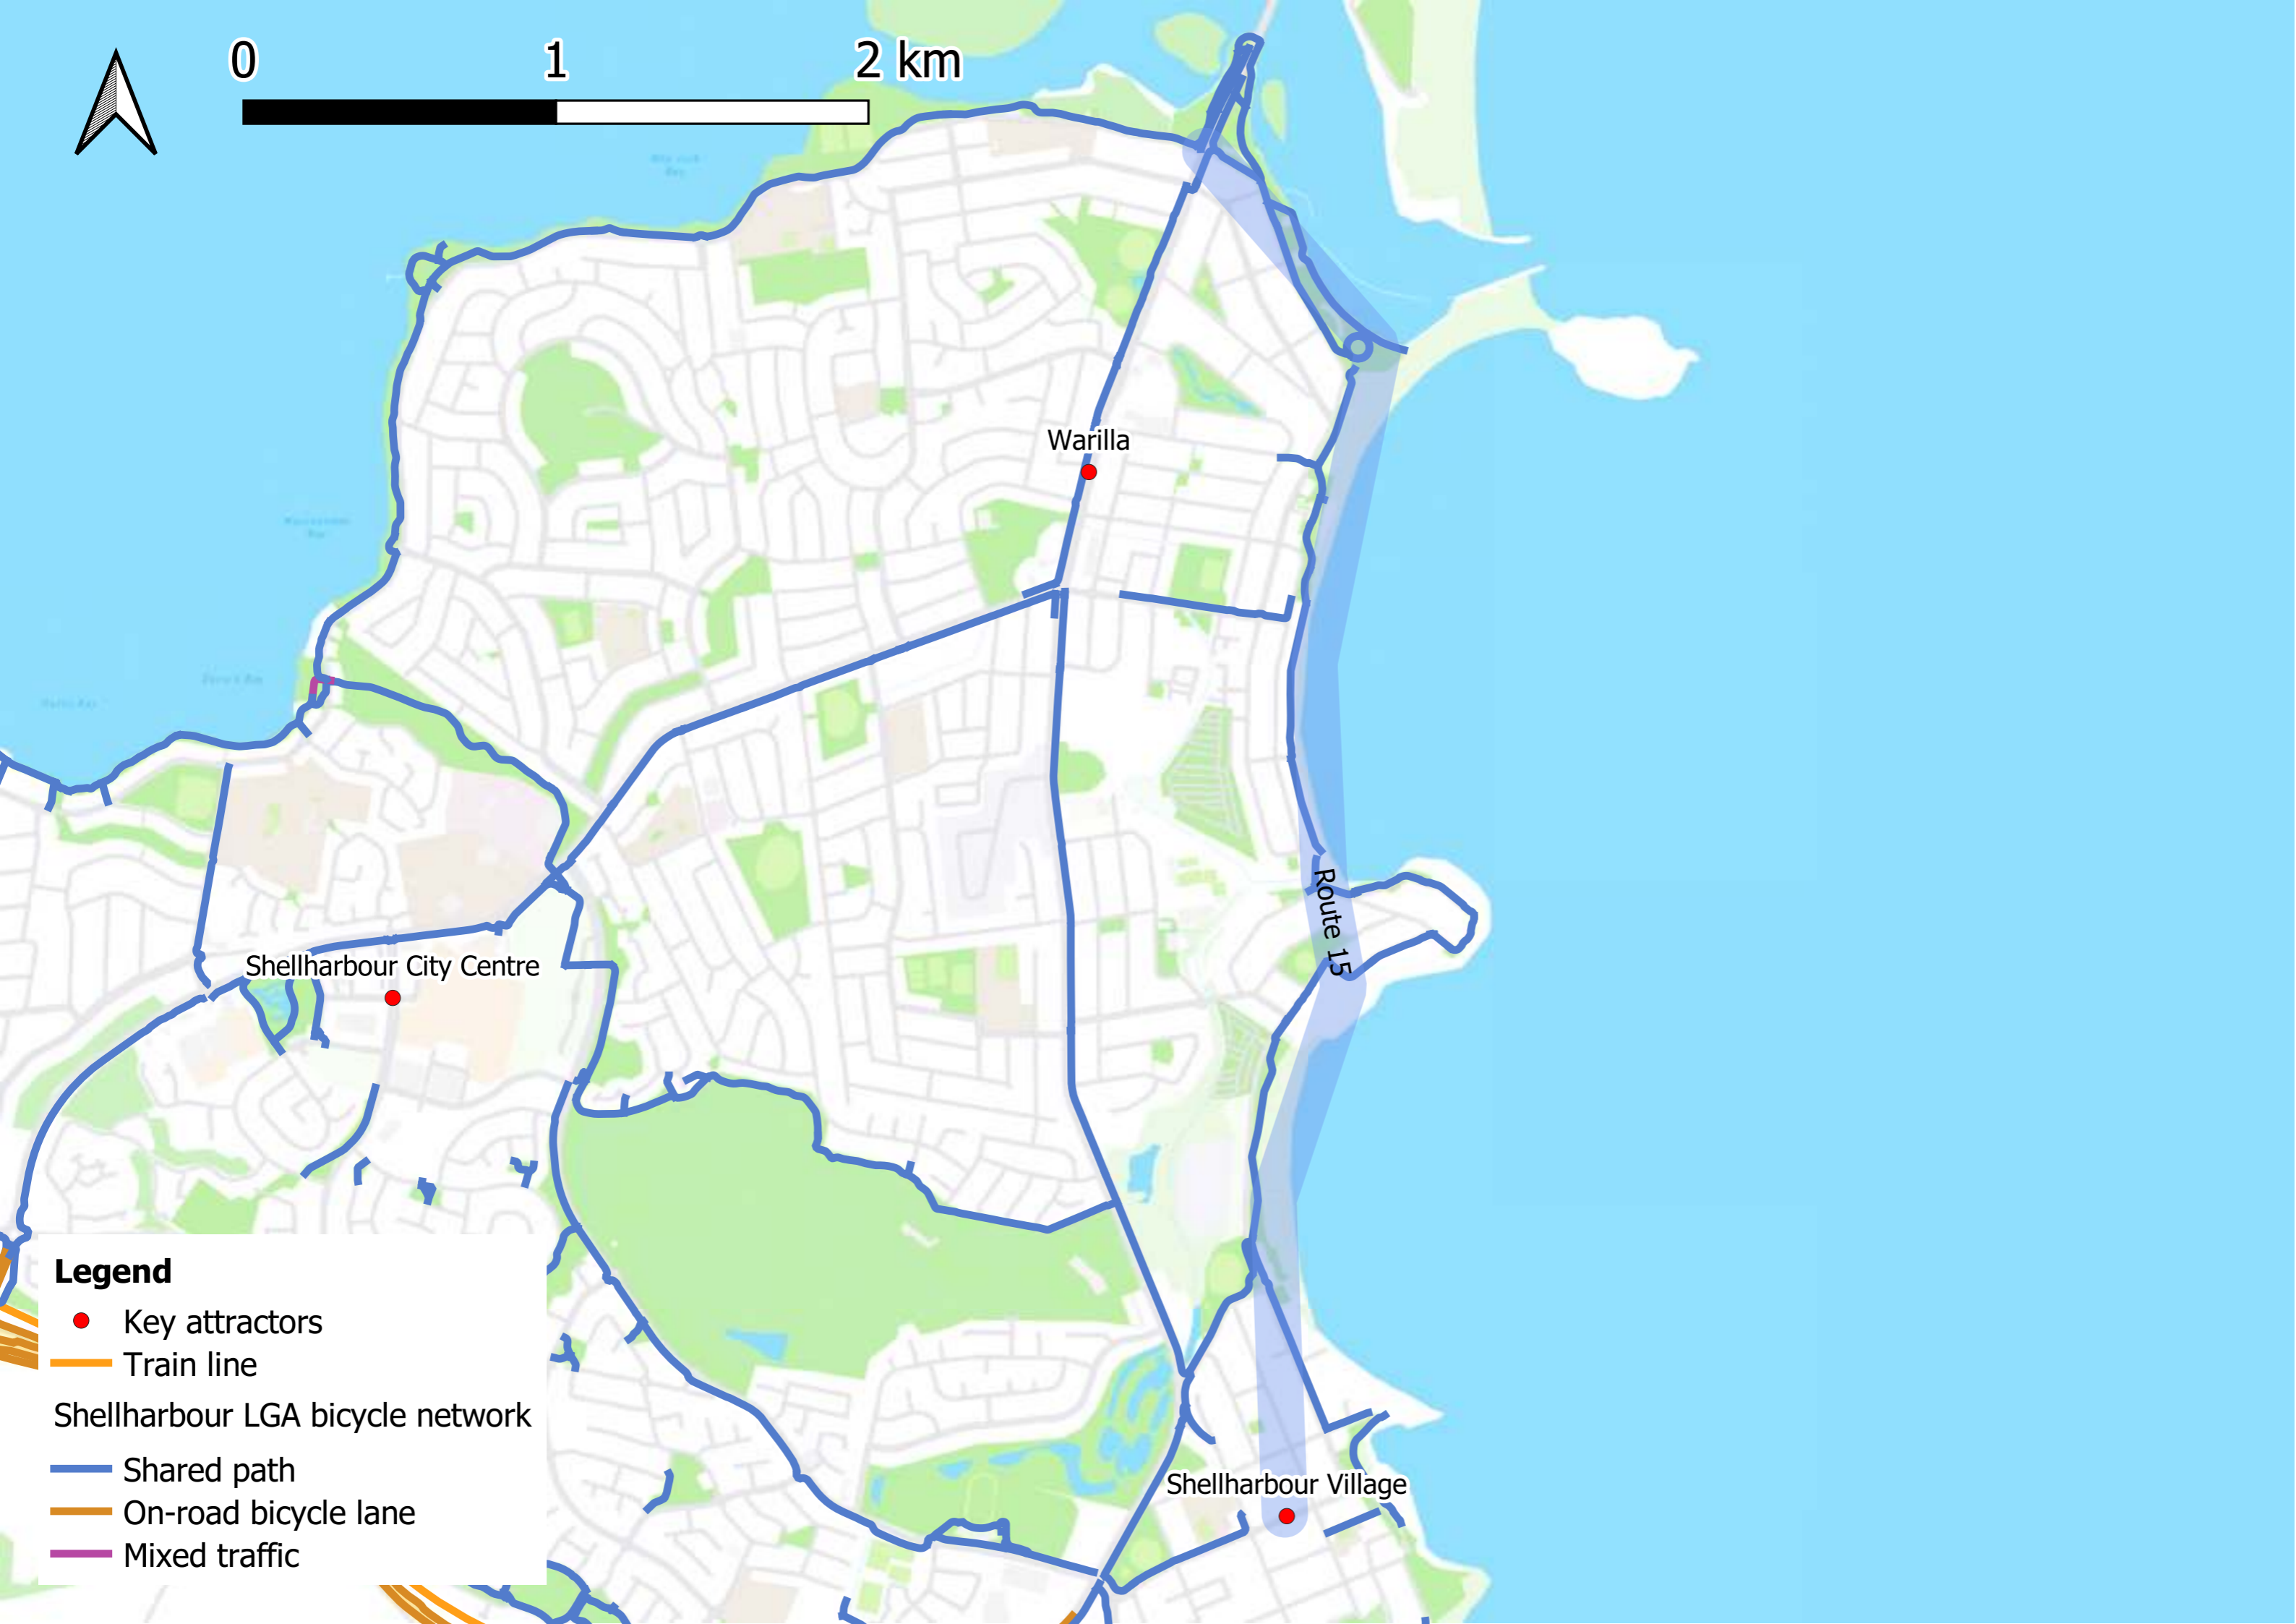 0 1 2 km
Warilla
Route 15
Shellharbour City Centre
Shellharbour Village
Legend
Key attractors
Train line
Shellharbour LGA bicycle network
Shared path
On-road bicycle lane
Mixed traffic